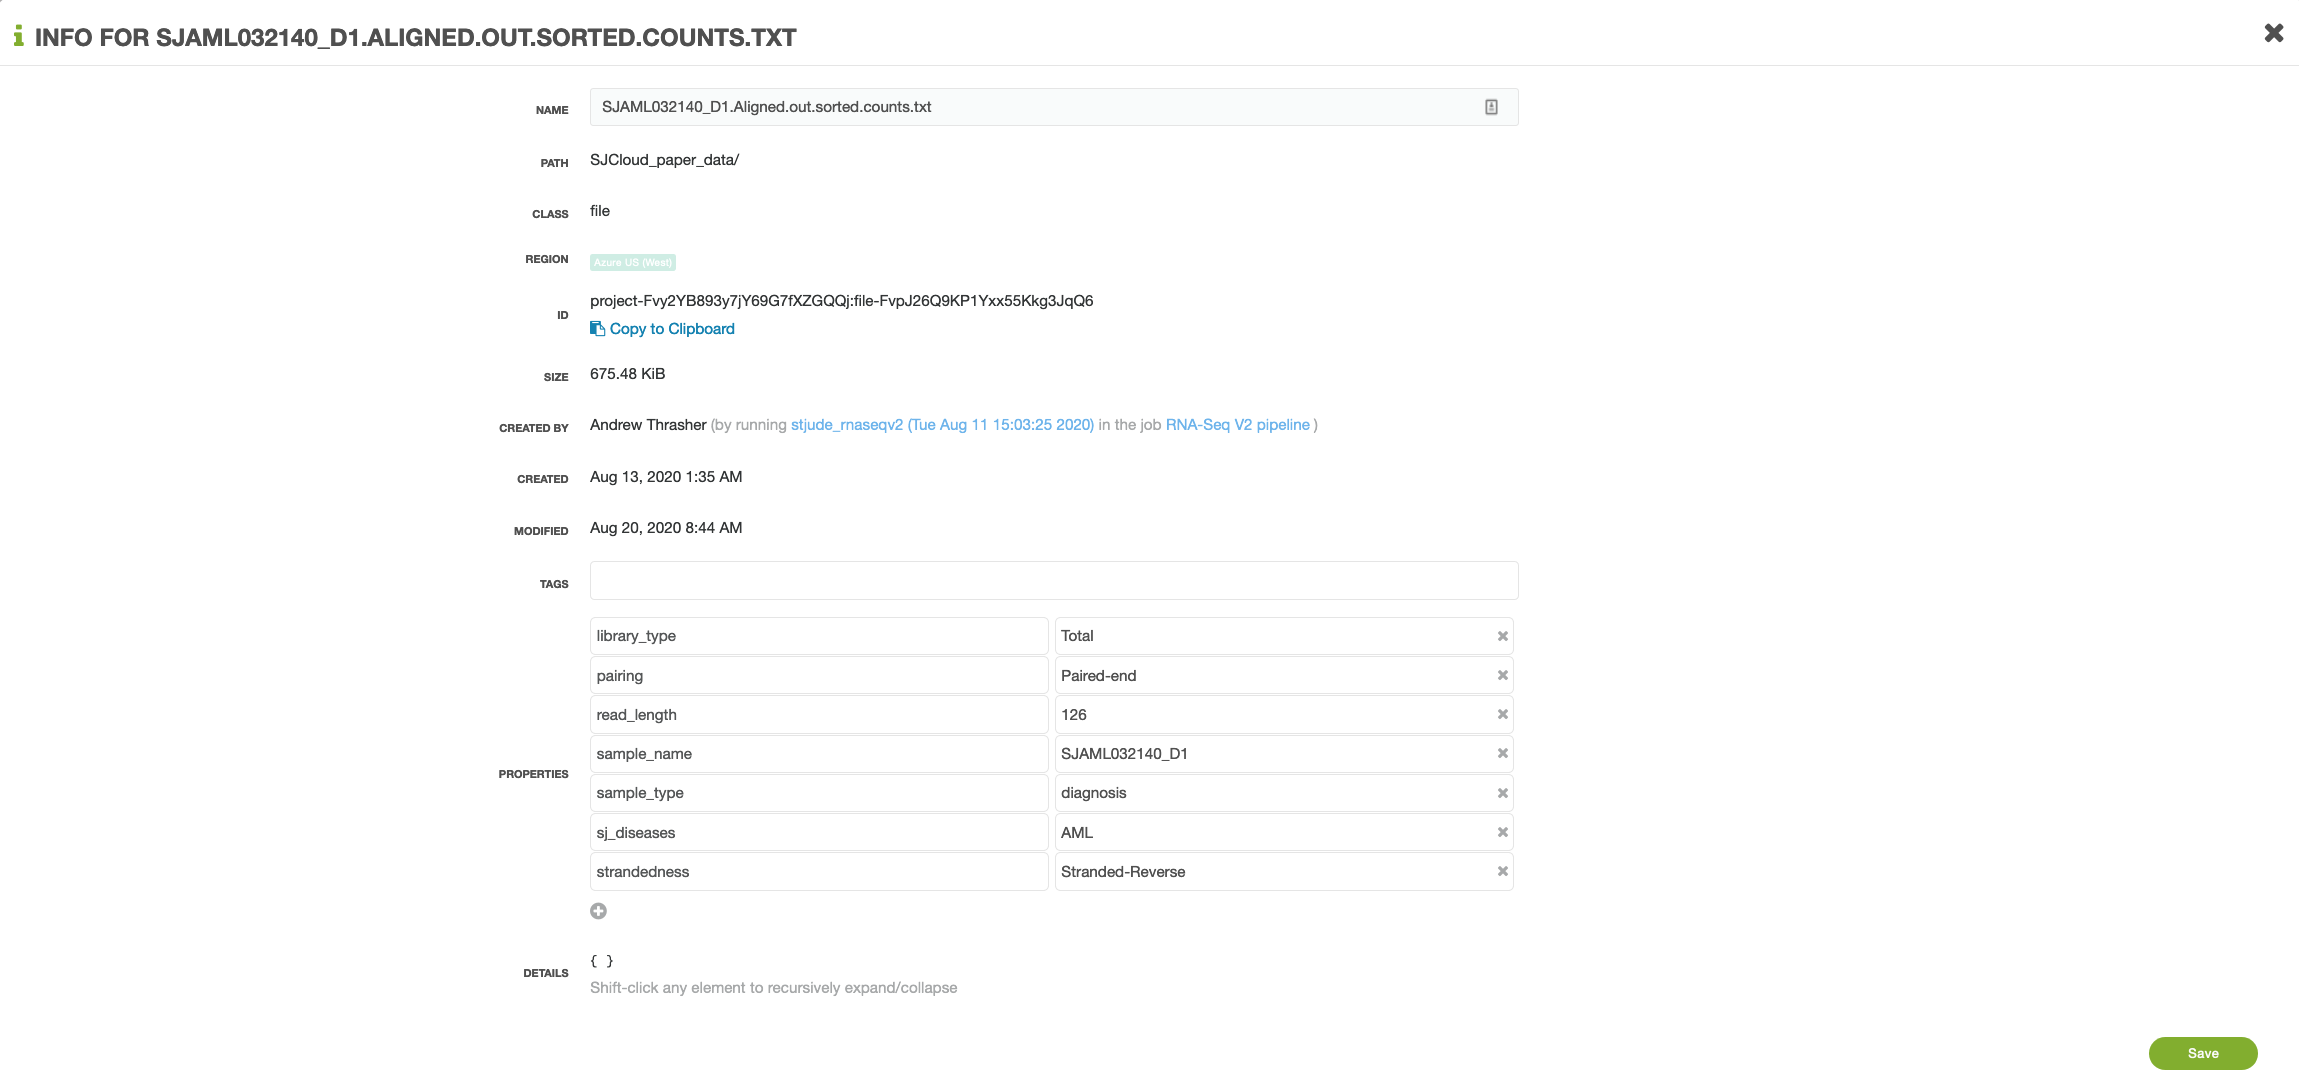 INFO FOR SJAML032140_D1.ALIGNED.OUT.SORTED.COUNTS.TXT
NAME SJAML032140_D1.Aligned.out.sorted.counts.txt
PATH SJCloud_paper_data/
CLASS file
REGION Azure US (West)
ID project-Fvy2YB893y7jY69G7fXZGQQj:file-FvpJ26Q9KP1Yxx55Kkg3JqQ6
Copy to Clipboard
SIZE 675.48 KiB
CREATED BY Andrew Thrasher (by running stjude_rnaseqv2 (Tue Aug 11 15:03:25 2020) in the job RNA-Seq V2 pipeline )
CREATED Aug 13, 2020 1:35 AM
MODIFIED Aug 20, 2020 8:44 AM
TAGS
PROPERTIES
library_type Total
pairing Paired-end
read_length 126
sample_name SJAML032140_D1
sample_type diagnosis
sj_diseases AML
strandedness Stranded-Reverse
DETAILS { }
Shift-click any element to recursively expand/collapse
Save